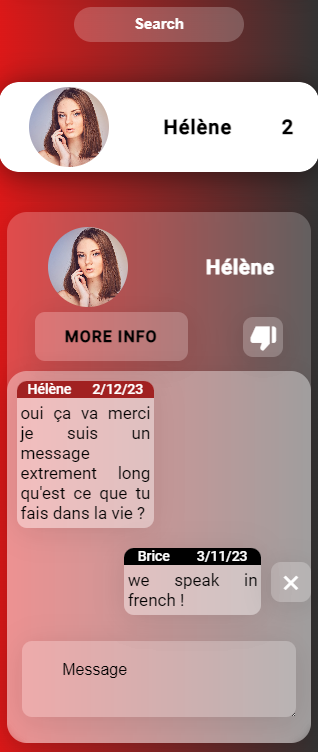 Search
Hélène 2
Hélène
MORE INFO
Hélène 2/12/23
oui ça va merci
je suis un
message
extrement long
qu'est ce que tu
fais dans la vie ?
Brice 3/11/23
we speak in
french !
Message